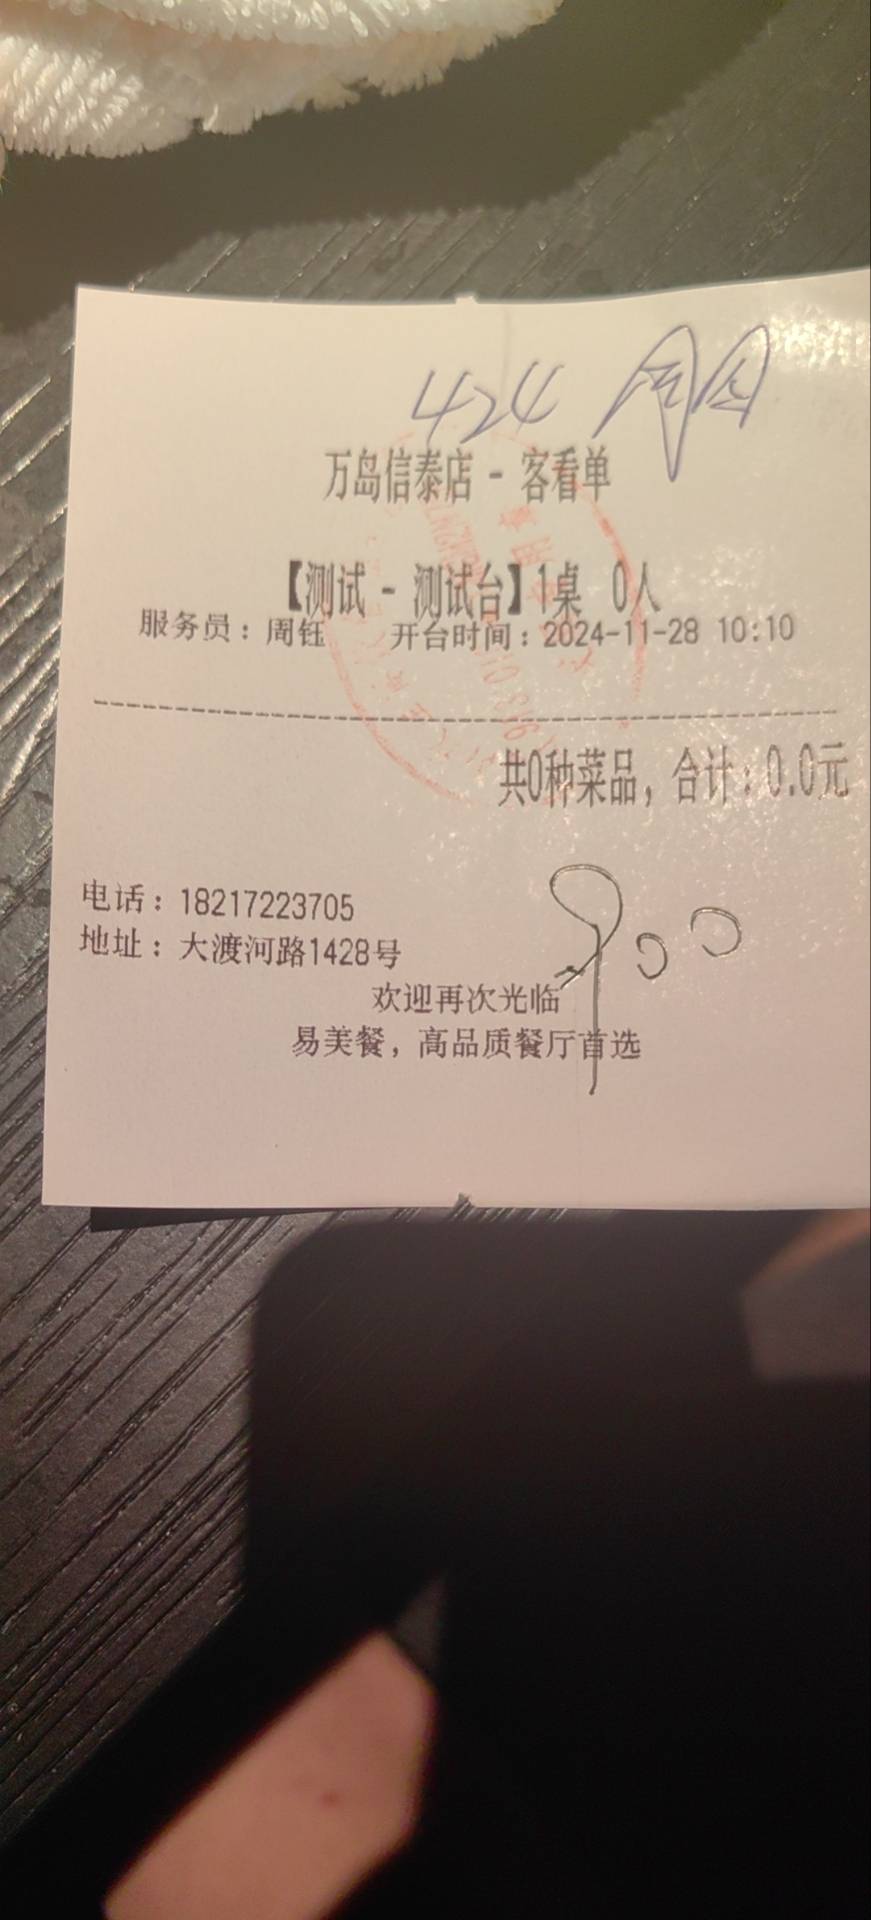 424
万岛信泰店 - 客看单
【测试 - 测试台】1桌 0人
服务员：周钰 开台时间：2024-11-28 10:10
共0种菜品，合计：0.0元
电话：18217223705
地址：大渡河路1428号
900
欢迎再次光临
易美餐，高品质餐厅首选